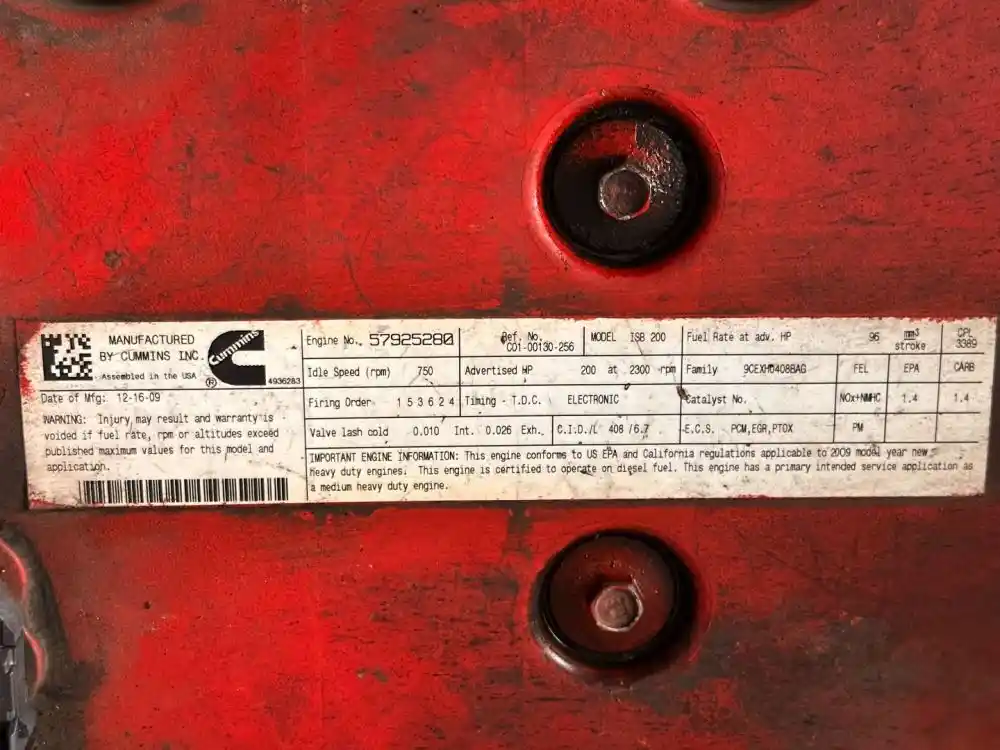 MANUFACTURED
BY CUMMINS INC.
Assembled in the USA
Cummins
®
4936283
Date of Mfg: 12-16-09
WARNING: Injury may result and warranty is
voided if fuel rate, rpm or altitudes exceed
published maximum values for this model and
application.
Engine No. 57925280 Ref. No. C01-00130-256 MODEL ISB 200 Fuel Rate at adv. HP 96 mm³ stroke CPL 3389
Idle Speed (rpm) 750 Advertised HP 200 at 2300 rpm Family 9CEXH0408BAG FEL EPA CARB
Firing Order 1 5 3 6 2 4 Timing - T.D.C. ELECTRONIC Catalyst No. NOx+NMHC 1.4 1.4
Valve lash cold 0.010 Int. 0.026 Exh. C.I.D./L 408 /6.7 E.C.S. PCM,EGR,PTOX PM
IMPORTANT ENGINE INFORMATION: This engine conforms to US EPA and California regulations applicable to 2009 model year new
heavy duty engines. This engine is certified to operate on diesel fuel. This engine has a primary intended service application as
a medium heavy duty engine.